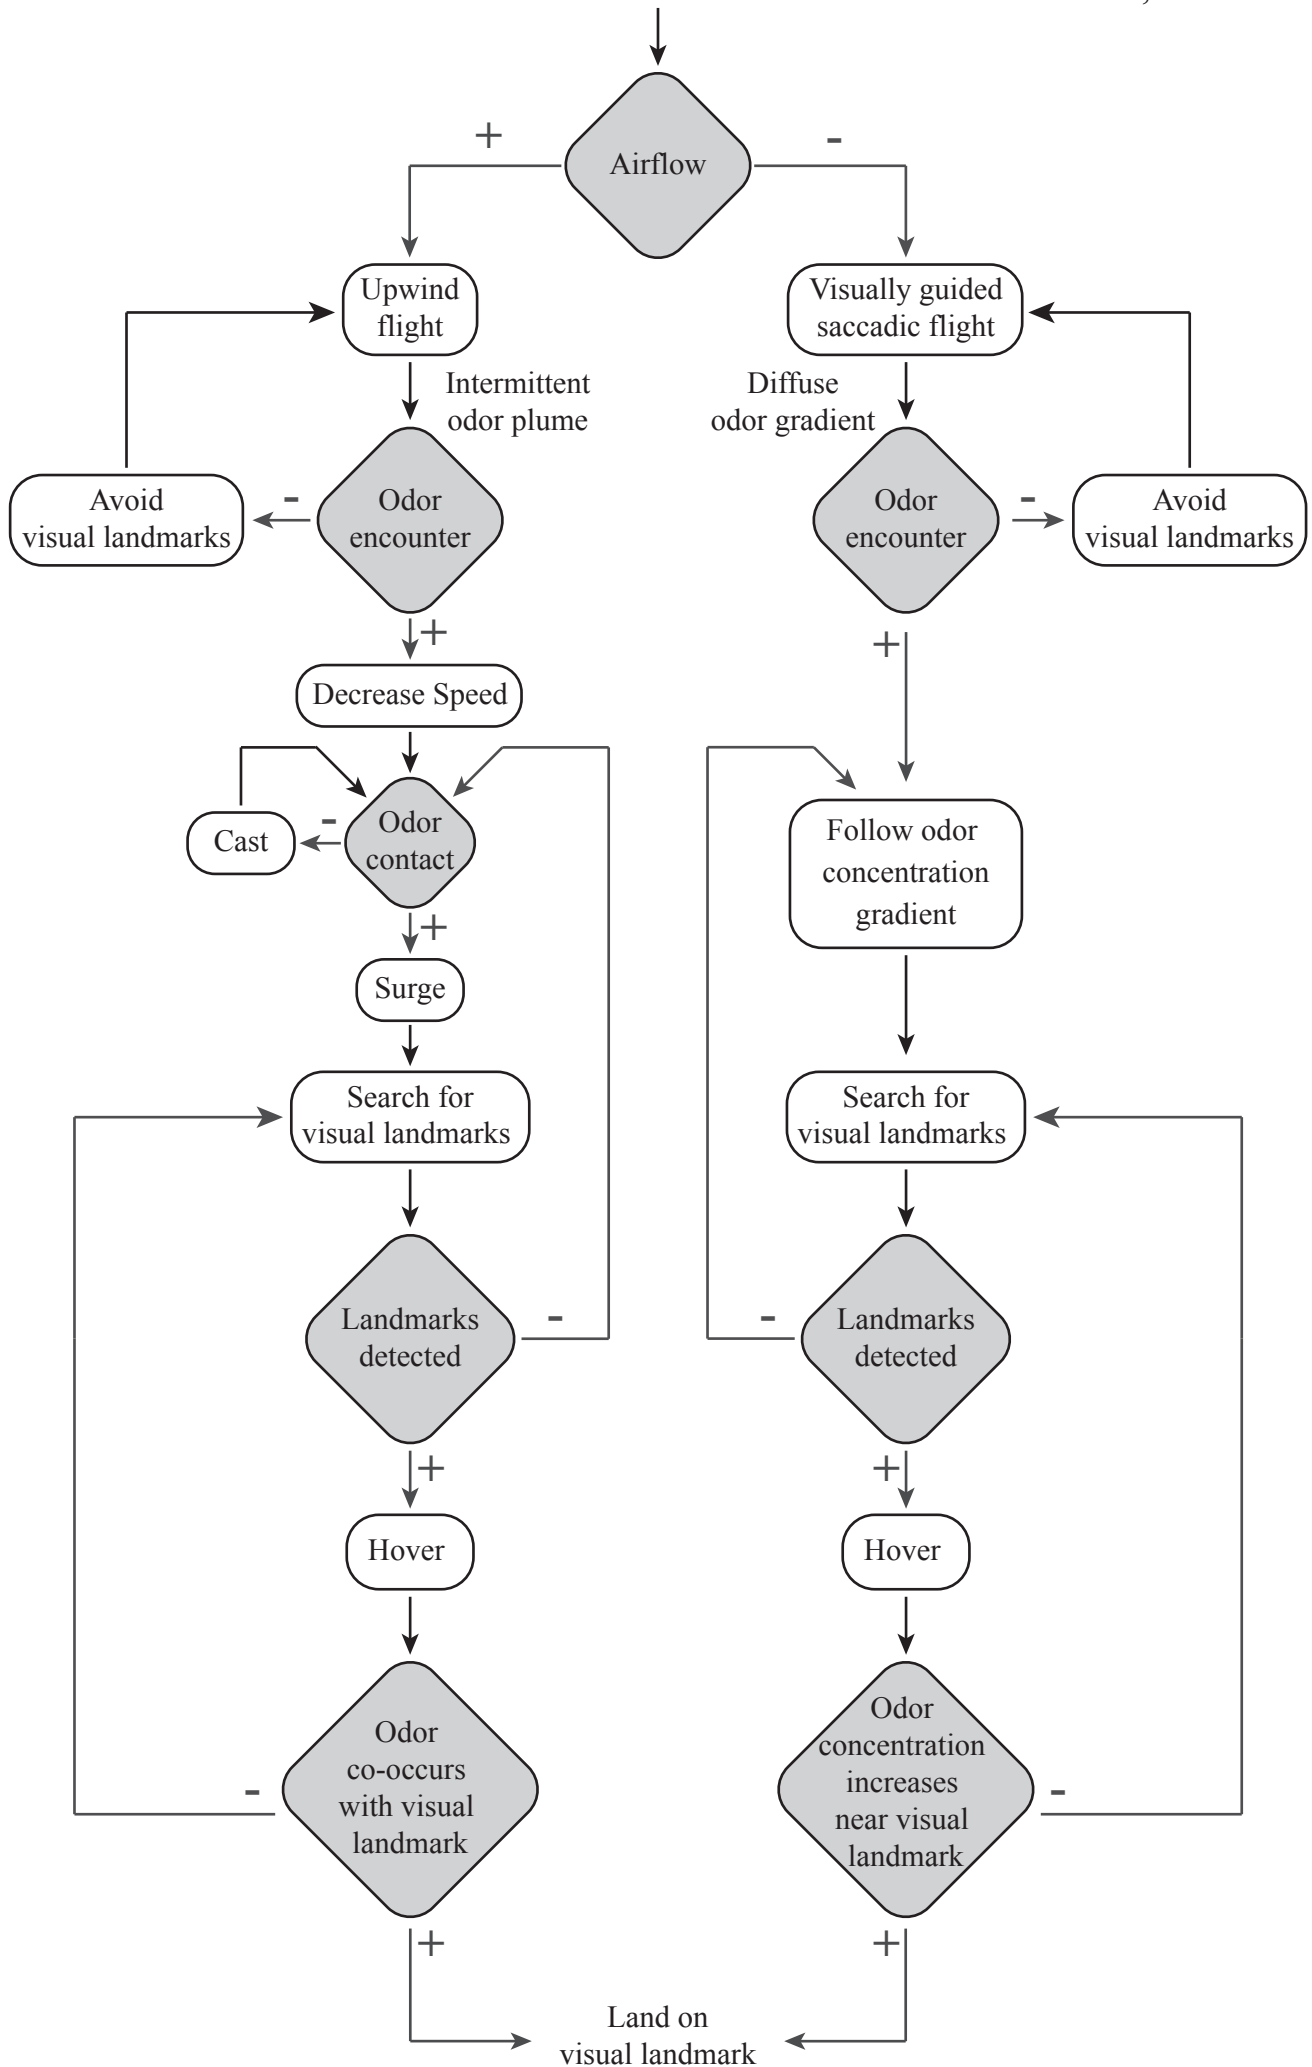 +
-
Airflow
Upwind
flight
Visually guided
saccadic flight
Intermittent
odor plume
Diffuse
odor gradient
Avoid
visual landmarks
-
Odor
encounter
Odor
encounter
-
Avoid
visual landmarks
+
+
Decrease Speed
Cast
-
Odor
contact
Follow odor
concentration
gradient
+
Surge
Search for
visual landmarks
Search for
visual landmarks
Landmarks
detected
-
-
Landmarks
detected
+
+
Hover
Hover
-
Odor
co-occurs
with visual
landmark
Odor
concentration
increases
near visual
landmark
-
+
+
Land on
visual landmark